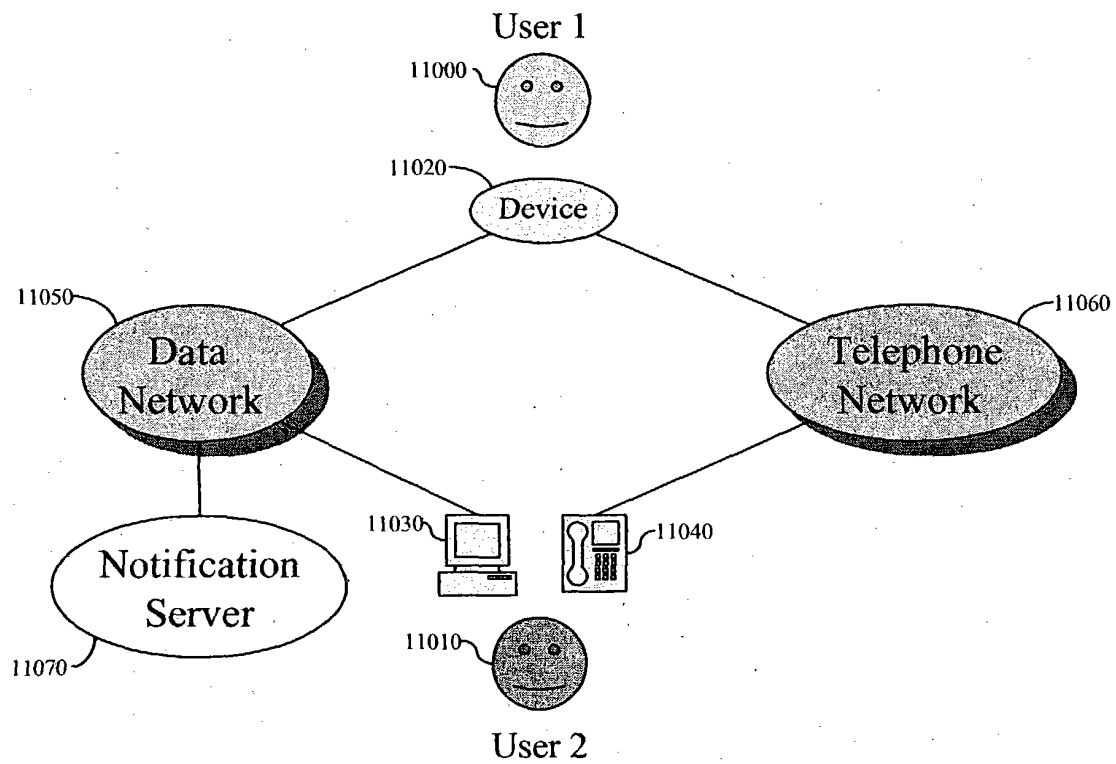 User 1
11000
11020
Device
11050
11060
Data
Network
Telephone
Network
11030
11040
Notification
Server
11010
11070
User 2